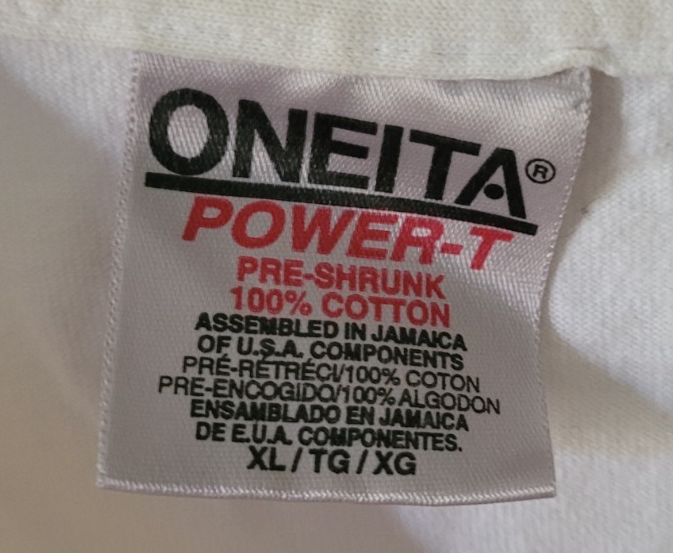 ONEITA®
POWER-T
PRE-SHRUNK
100% COTTON
ASSEMBLED IN JAMAICA
OF U.S.A. COMPONENTS
PRÉ-RÉTRÉCI/100% COTON
PRE-ENCOGIDO/100% ALGODON
ENSAMBLADO EN JAMAICA
DE E.U.A. COMPONENTES.
XL / TG / XG